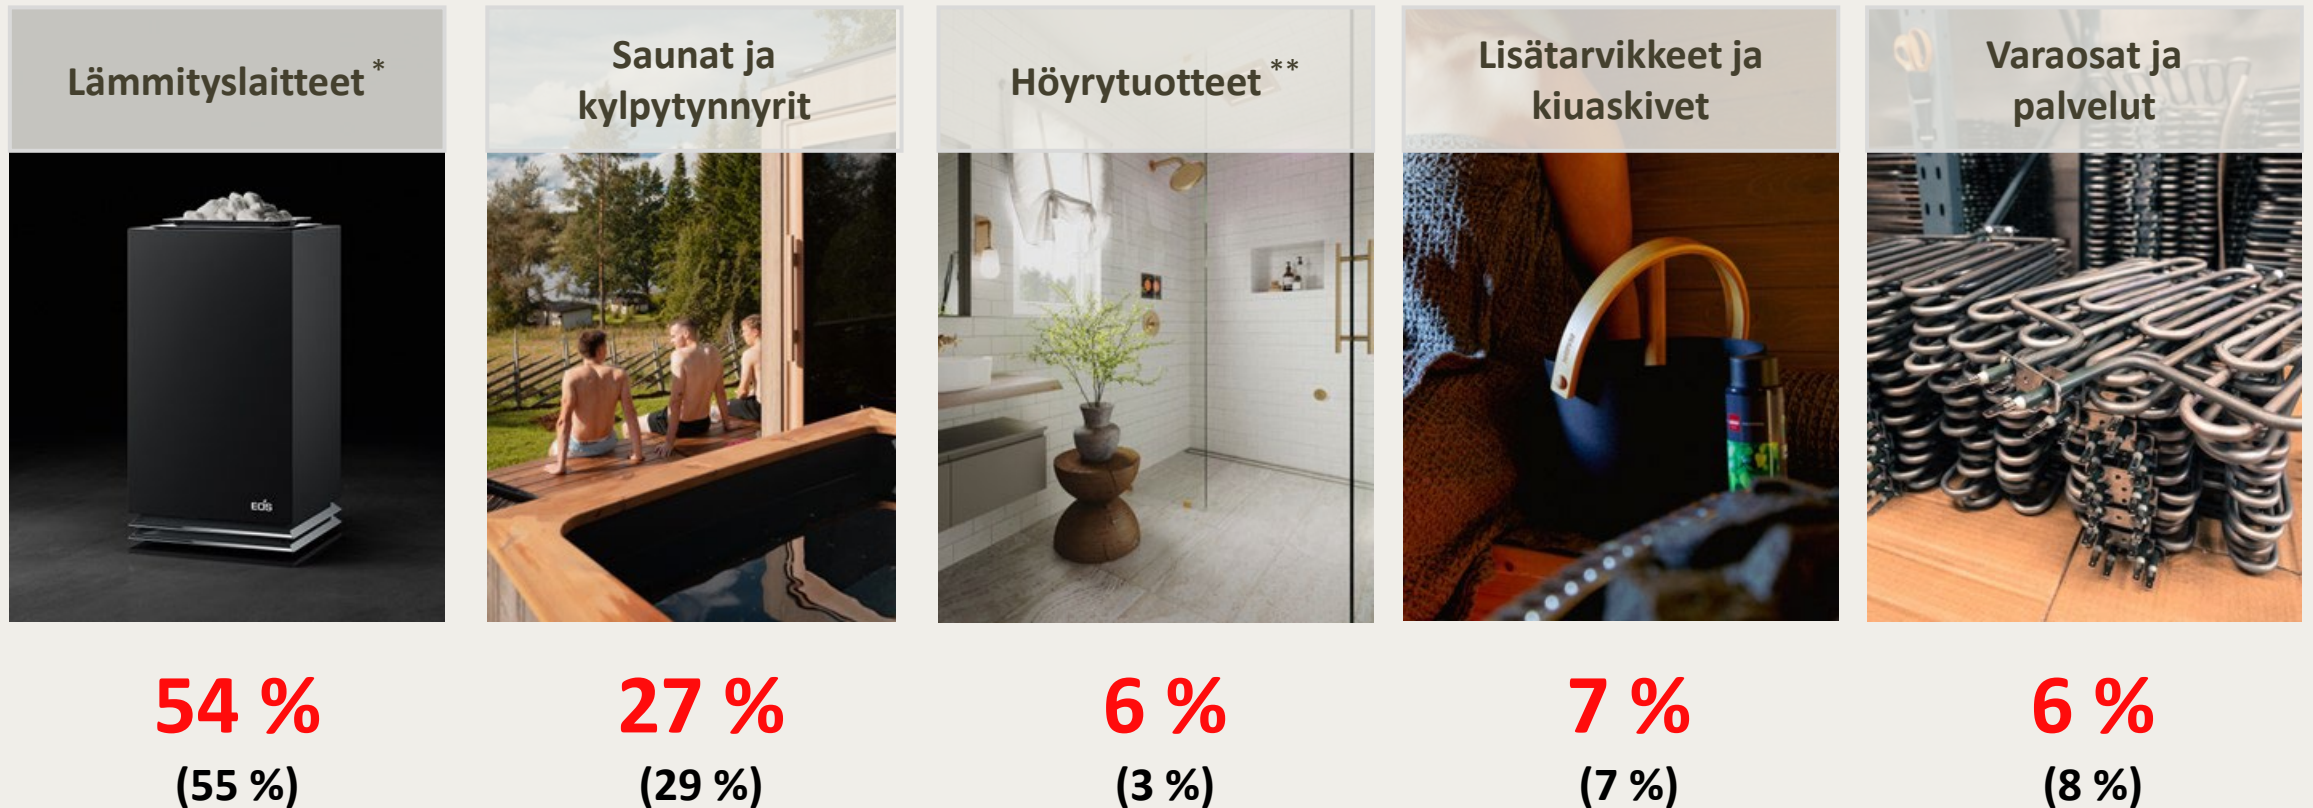 Lämmityslaitteet *
Saunat ja
kylpytynnyrit
Höyrytuotteet **
Lisätarvikkeet ja
kiuaskivet
Varaosat ja
palvelut
EOS
54 %
27 %
6 %
7 %
6 %
(55 %)
(29 %)
(3 %)
(7 %)
(8 %)